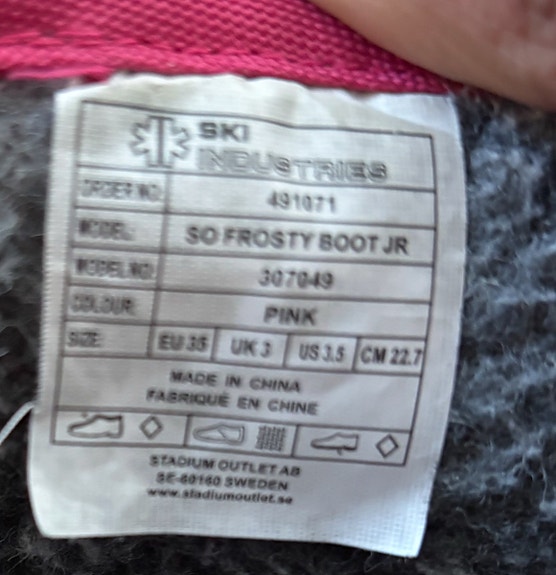 SKI
INDUSTRIES
ORDER NO: 491071
MODEL: SO FROSTY BOOT JR
MODEL NO: 307049
COLOUR: PINK
SIZE: EU 35 UK 3 US 3.5 CM 22.7
MADE IN CHINA
FABRIQUÉ EN CHINE
STADIUM OUTLET AB
SE-60160 SWEDEN
www.stadiumoutlet.se